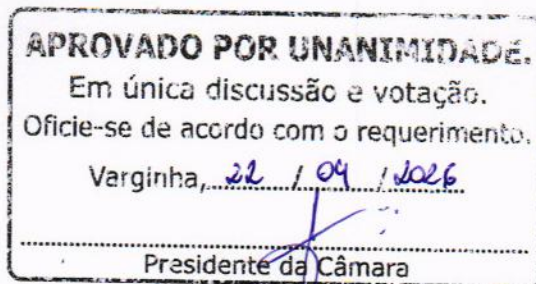 APROVADO POR UNANIMIDADE.
Em única discussão e votação.
Oficie-se de acordo com o requerimento.
Varginha, 22 / 04 / 2026
Presidente da Câmara